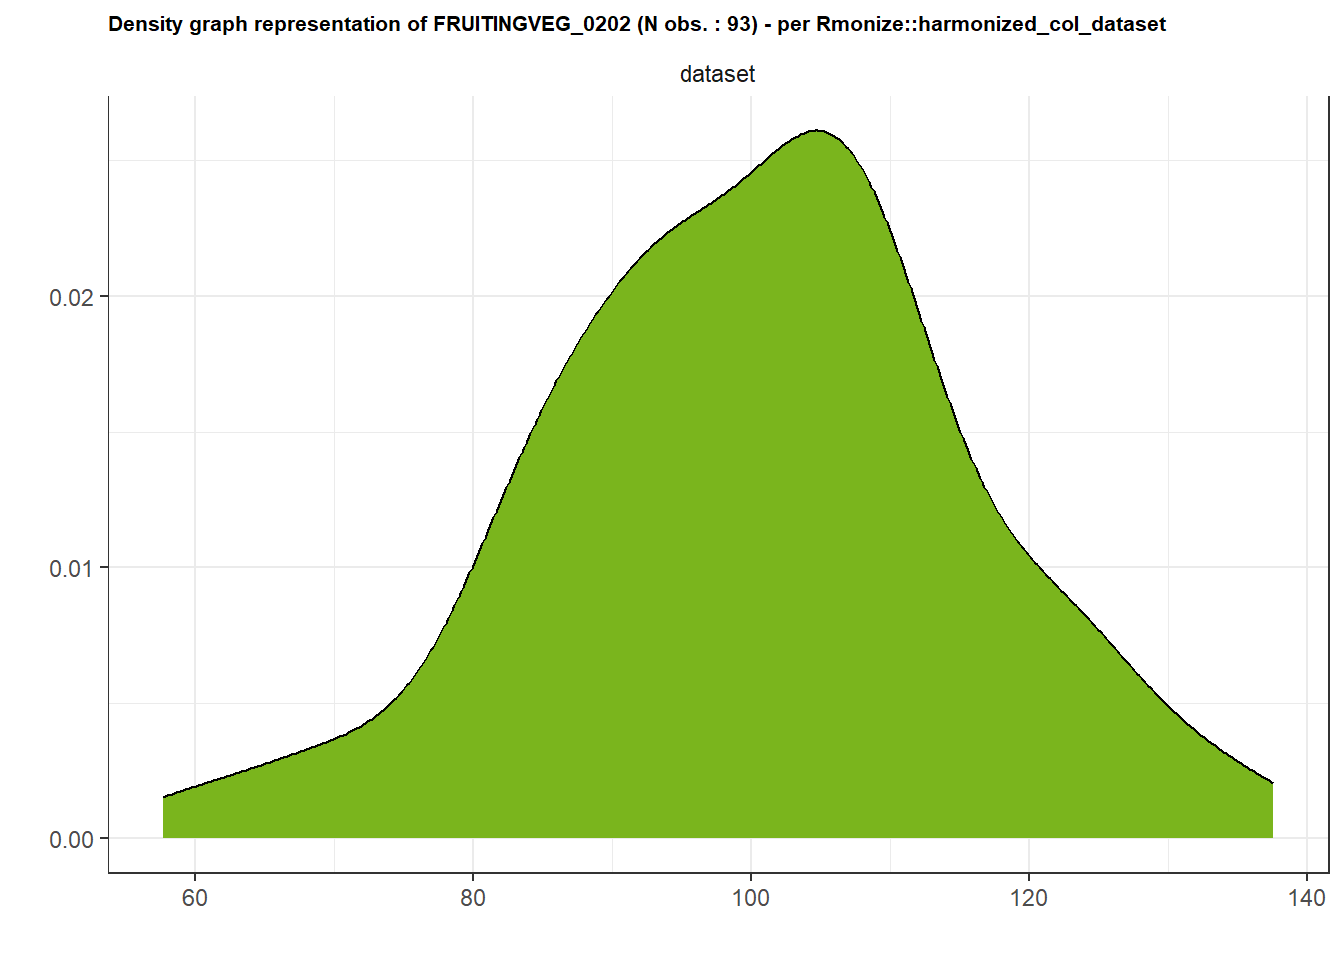 Density graph representation of FRUITINGVEG_0202 (N obs. : 93) - per Rmonize::harmonized_col_dataset
dataset
0.02
0.01
0.00
60 80 100 120 140